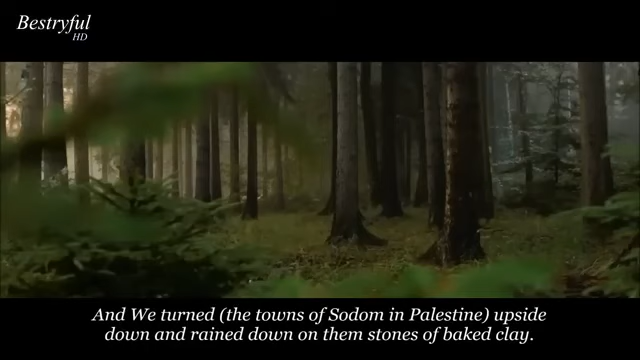 Bestryful
HD
And We turned (the towns of Sodom in Palestine) upside
down and rained down on them stones of baked clay.